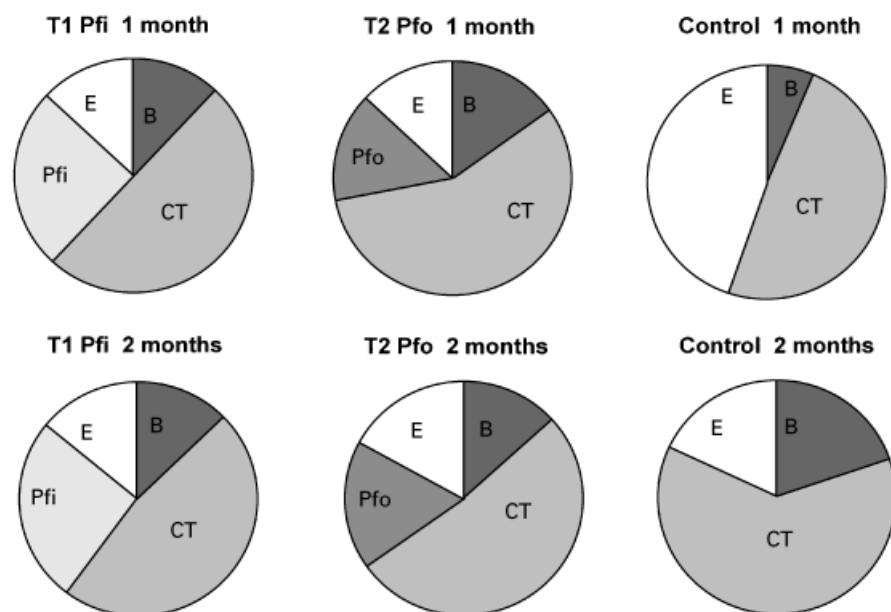 T1 Pfi 1 month
T2 Pfo 1 month
Control 1 month
E
B
Pfi
CT
E
B
Pfo
CT
E
B
CT
T1 Pfi 2 months
T2 Pfo 2 months
Control 2 months
E
B
Pfi
CT
E
B
Pfo
CT
E
B
CT